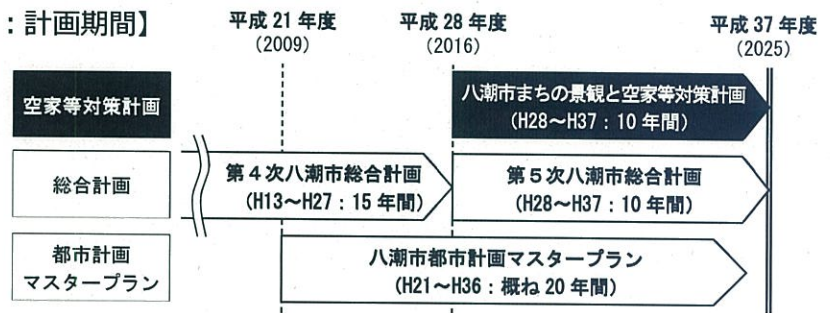 ：計画期間】
平成 21 年度
（2009）
平成 28 年度
（2016）
平成 37 年度
（2025）
空家等対策計画
八潮市まちの景観と空家等対策計画
（H28～H37：10 年間）
総合計画
第４次八潮市総合計画
（H13～H27：15 年間）
第５次八潮市総合計画
（H28～H37：10 年間）
都市計画
マスタープラン
八潮市都市計画マスタープラン
（H21～H36：概ね 20 年間）